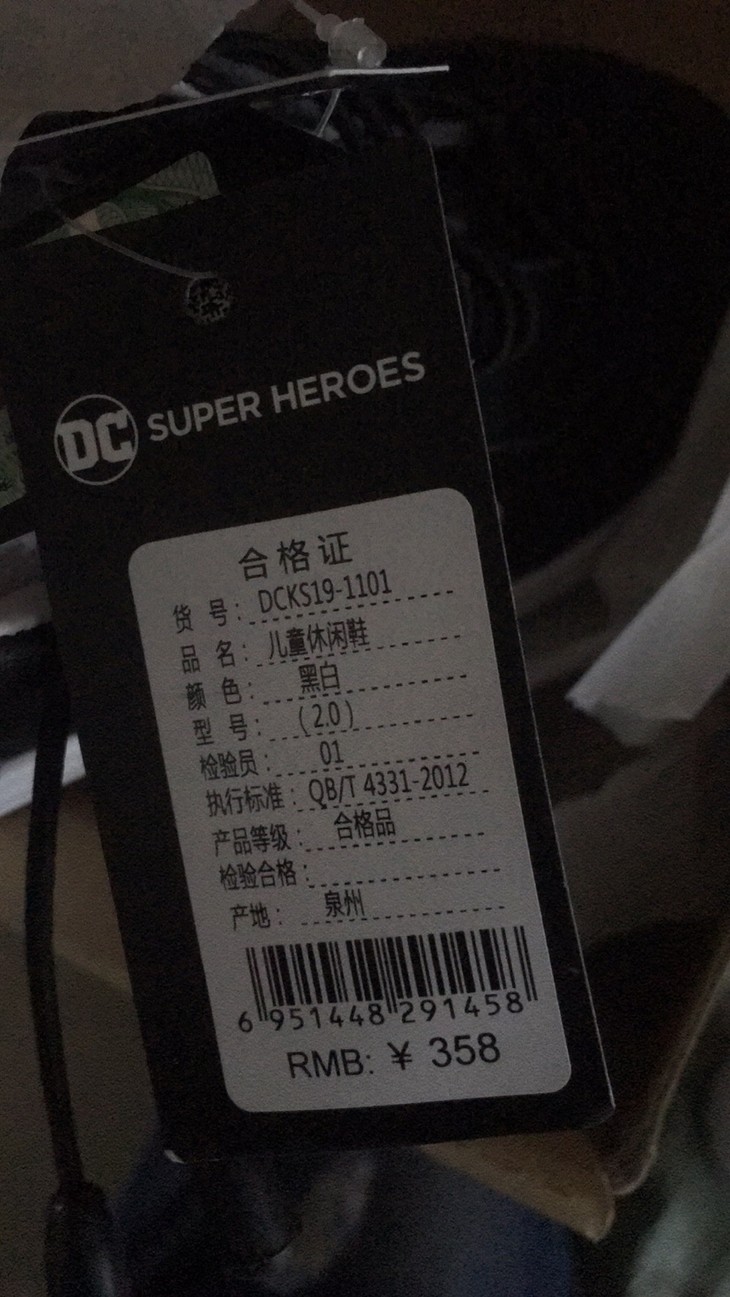 DC SUPER HEROES
合格证
货号: DCKS19-1101
品名: 儿童休闲鞋
颜色: 黑白
型号: (2.0)
检验员: 01
执行标准: QB/T 4331-2012
产品等级: 合格品
检验合格:
产地: 泉州
6 951448 291458
RMB: ¥ 358